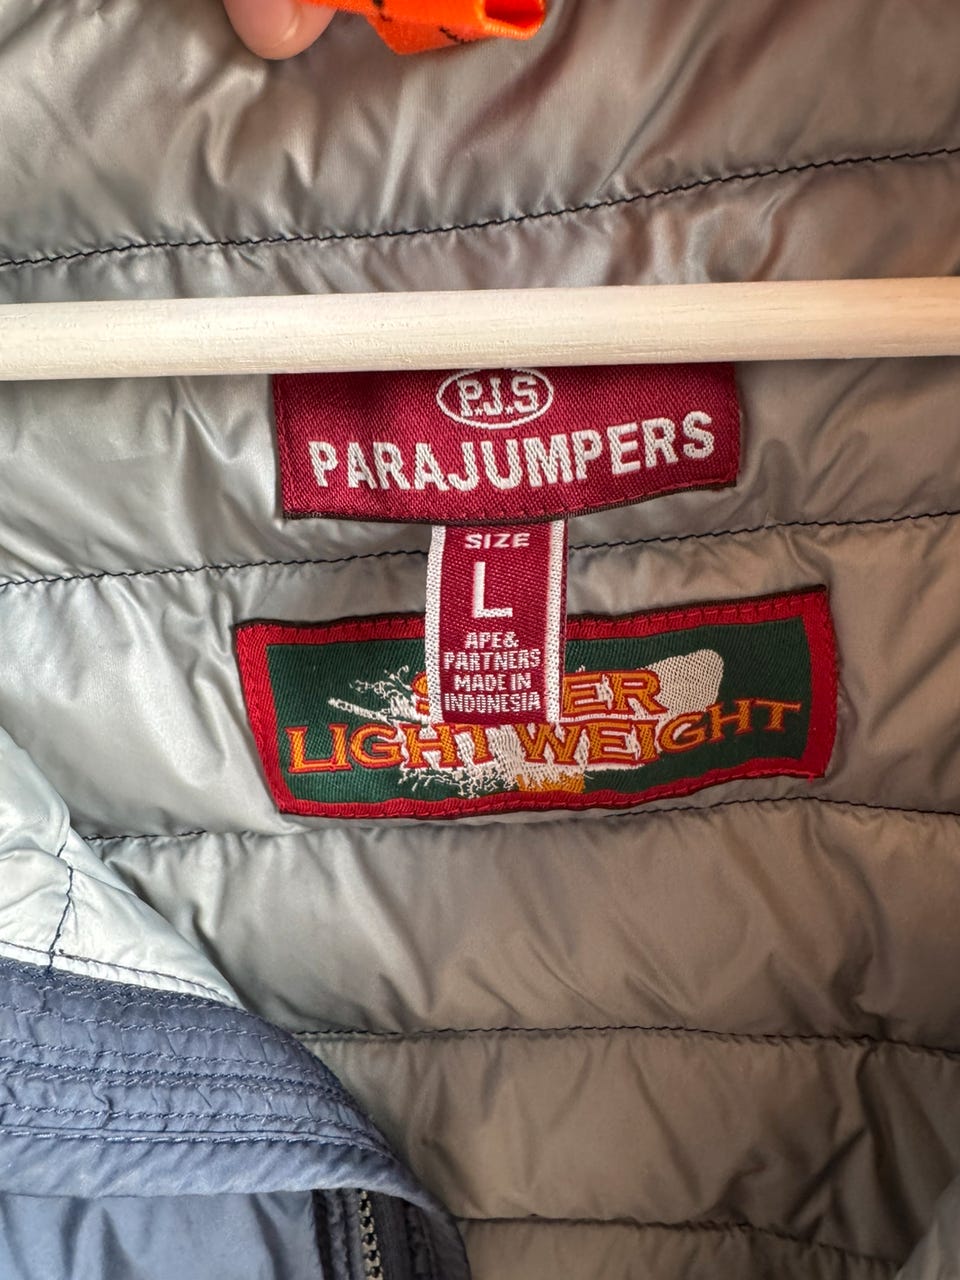 P.J.S
PARAJUMPERS
SIZE
L
APE&
PARTNERS
MADE IN
INDONESIA
LIGHT WEIGHT